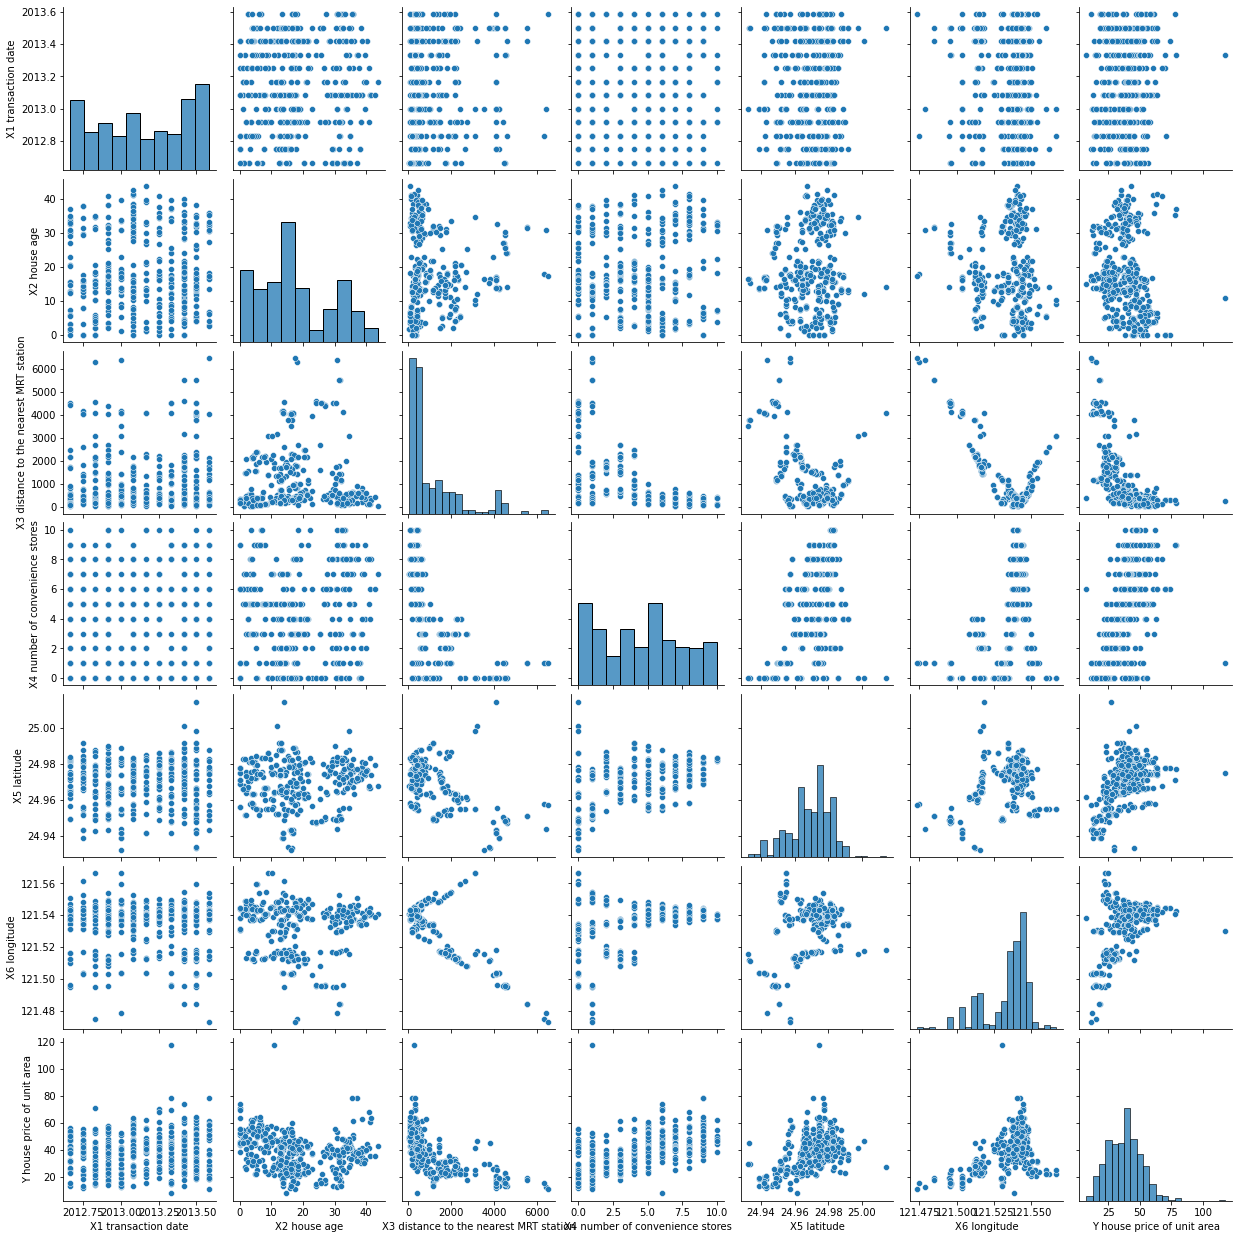 X1 transaction date
2013.6
2013.4
2013.2
2013.0
2012.8
X2 house age
40
30
20
10
0
X3 distance to the nearest MRT station
6000
5000
4000
3000
2000
1000
0
X4 number of convenience stores
10
8
6
4
2
0
X5 latitude
25.00
24.98
24.96
24.94
X6 longitude
121.56
121.54
121.52
121.50
121.48
Y house price of unit area
120
100
80
60
40
20
2012.75 2013.00 2013.25 2013.50
X1 transaction date
0 10 20 30 40
X2 house age
0 2000 4000 6000
X3 distance to the nearest MRT station
0.0 2.5 5.0 7.5 10.0
X4 number of convenience stores
24.94 24.96 24.98 25.00
X5 latitude
121.475 121.500 121.525 121.550
X6 longitude
25 50 75 100
Y house price of unit area